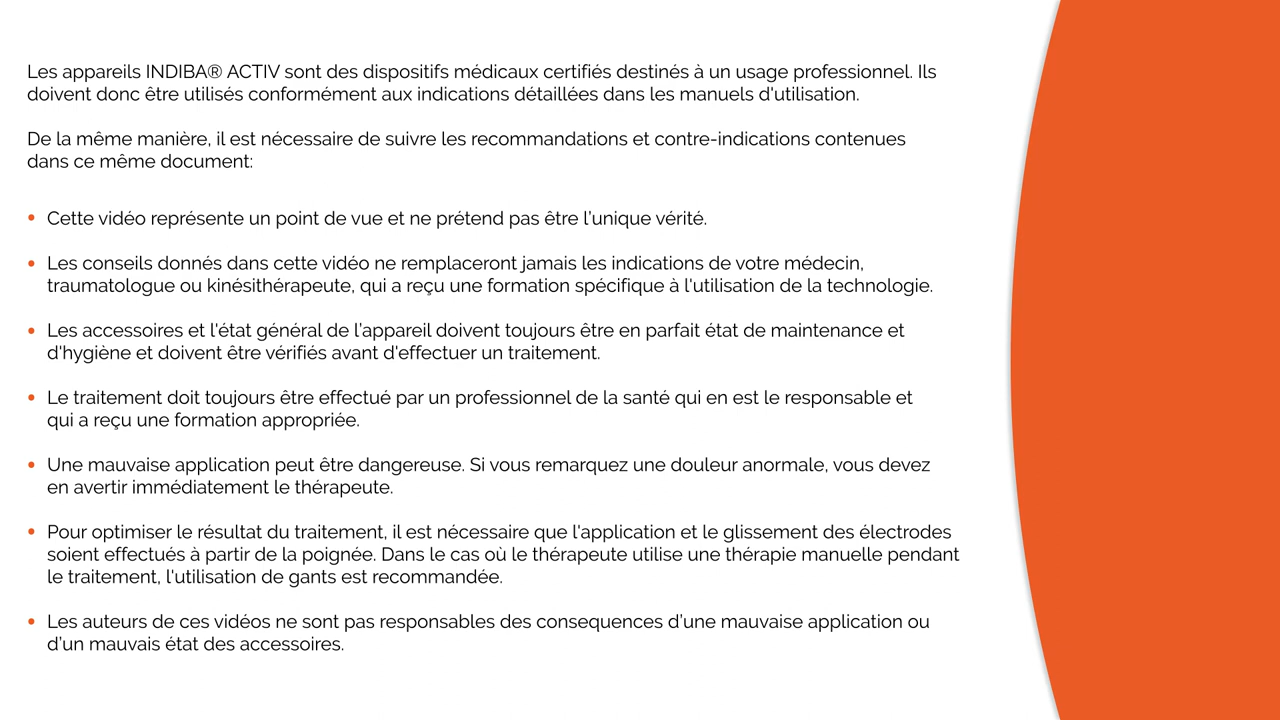 Les appareils INDIBA® ACTIV sont des dispositifs médicaux certifiés destinés à un usage professionnel. Ils
doivent donc être utilisés conformément aux indications détaillées dans les manuels d'utilisation.
De la même manière, il est nécessaire de suivre les recommandations et contre-indications contenues
dans ce même document:
• Cette vidéo représente un point de vue et ne prétend pas être l'unique vérité.
• Les conseils donnés dans cette vidéo ne remplaceront jamais les indications de votre médecin,
traumatologue ou kinésithérapeute, qui a reçu une formation spécifique à l'utilisation de la technologie.
• Les accessoires et l'état général de l'appareil doivent toujours être en parfait état de maintenance et
d'hygiène et doivent être vérifiés avant d'effectuer un traitement.
• Le traitement doit toujours être effectué par un professionnel de la santé qui en est le responsable et
qui a reçu une formation appropriée.
• Une mauvaise application peut être dangereuse. Si vous remarquez une douleur anormale, vous devez
en avertir immédiatement le thérapeute.
• Pour optimiser le résultat du traitement, il est nécessaire que l'application et le glissement des électrodes
soient effectués à partir de la poignée. Dans le cas où le thérapeute utilise une thérapie manuelle pendant
le traitement, l'utilisation de gants est recommandée.
• Les auteurs de ces vidéos ne sont pas responsables des consequences d’une mauvaise application ou
d’un mauvais état des accessoires.